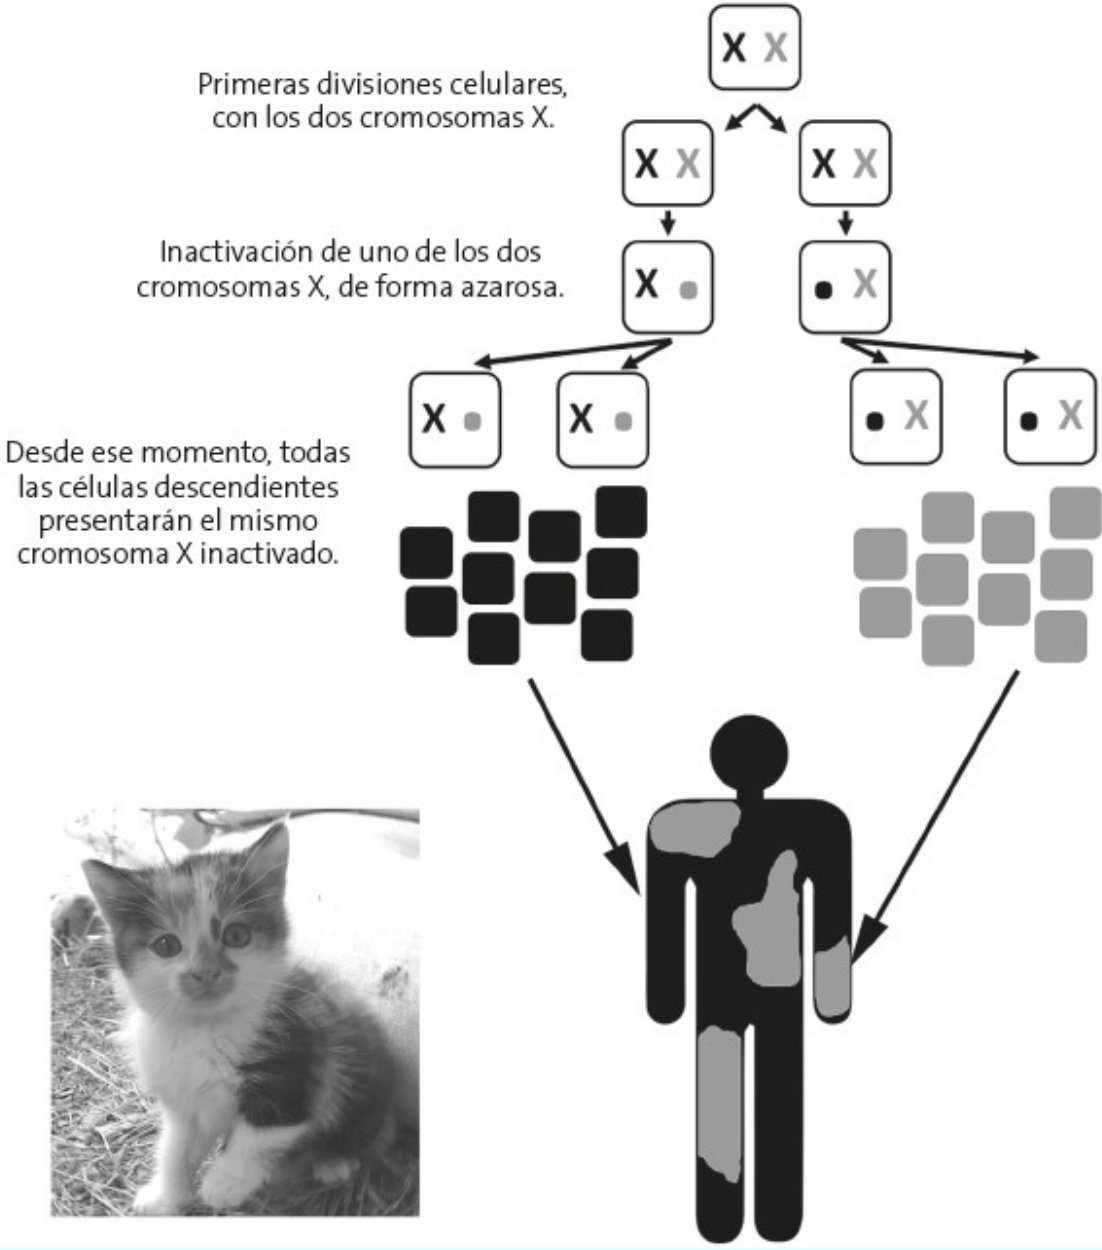 X X
Primeras divisiones celulares,
con los dos cromosomas X.
X X
X X
Inactivación de uno de los dos
cromosomas X, de forma azarosa.
X
X
X
X
X
X
Desde ese momento, todas
las células descendientes
presentarán el mismo
cromosoma X inactivado.